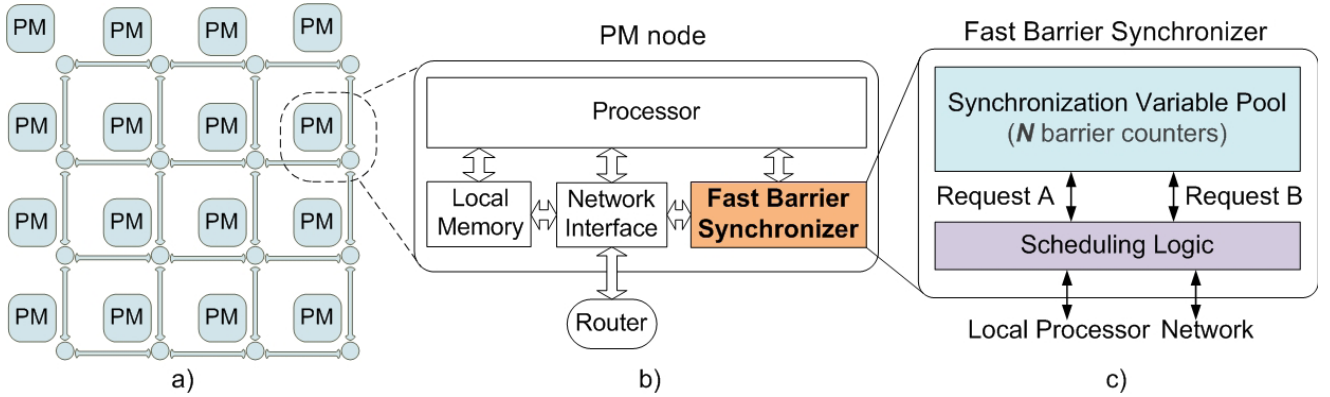 PM PM PM PM
PM PM PM PM
PM PM PM PM
PM PM PM PM
a)
PM node
Processor
Local
Memory
Network
Interface
Fast Barrier
Synchronizer
Router
b)
Fast Barrier Synchronizer
Synchronization Variable Pool
(N barrier counters)
Request A
Request B
Scheduling Logic
Local Processor
Network
c)